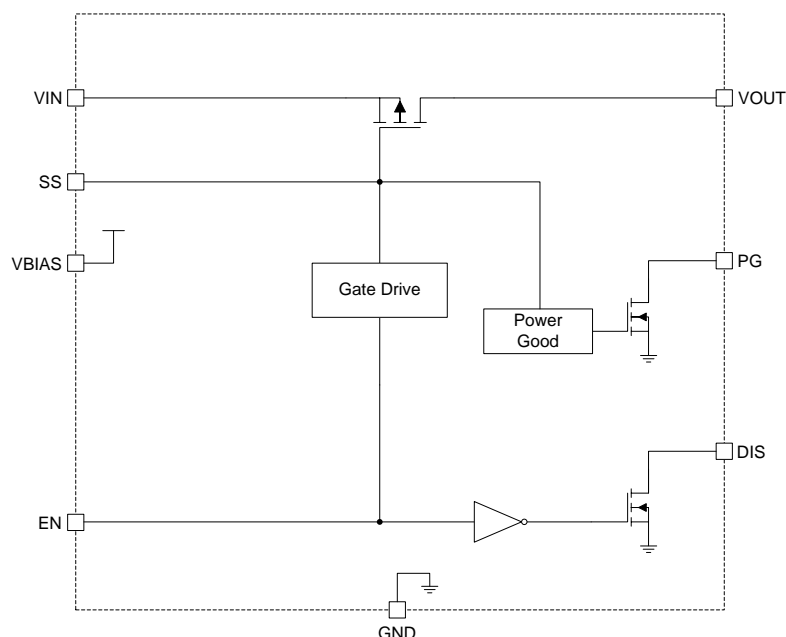 VIN
VOUT
SS
VBIAS
PG
Gate Drive
Power
Good
DIS
EN
GND